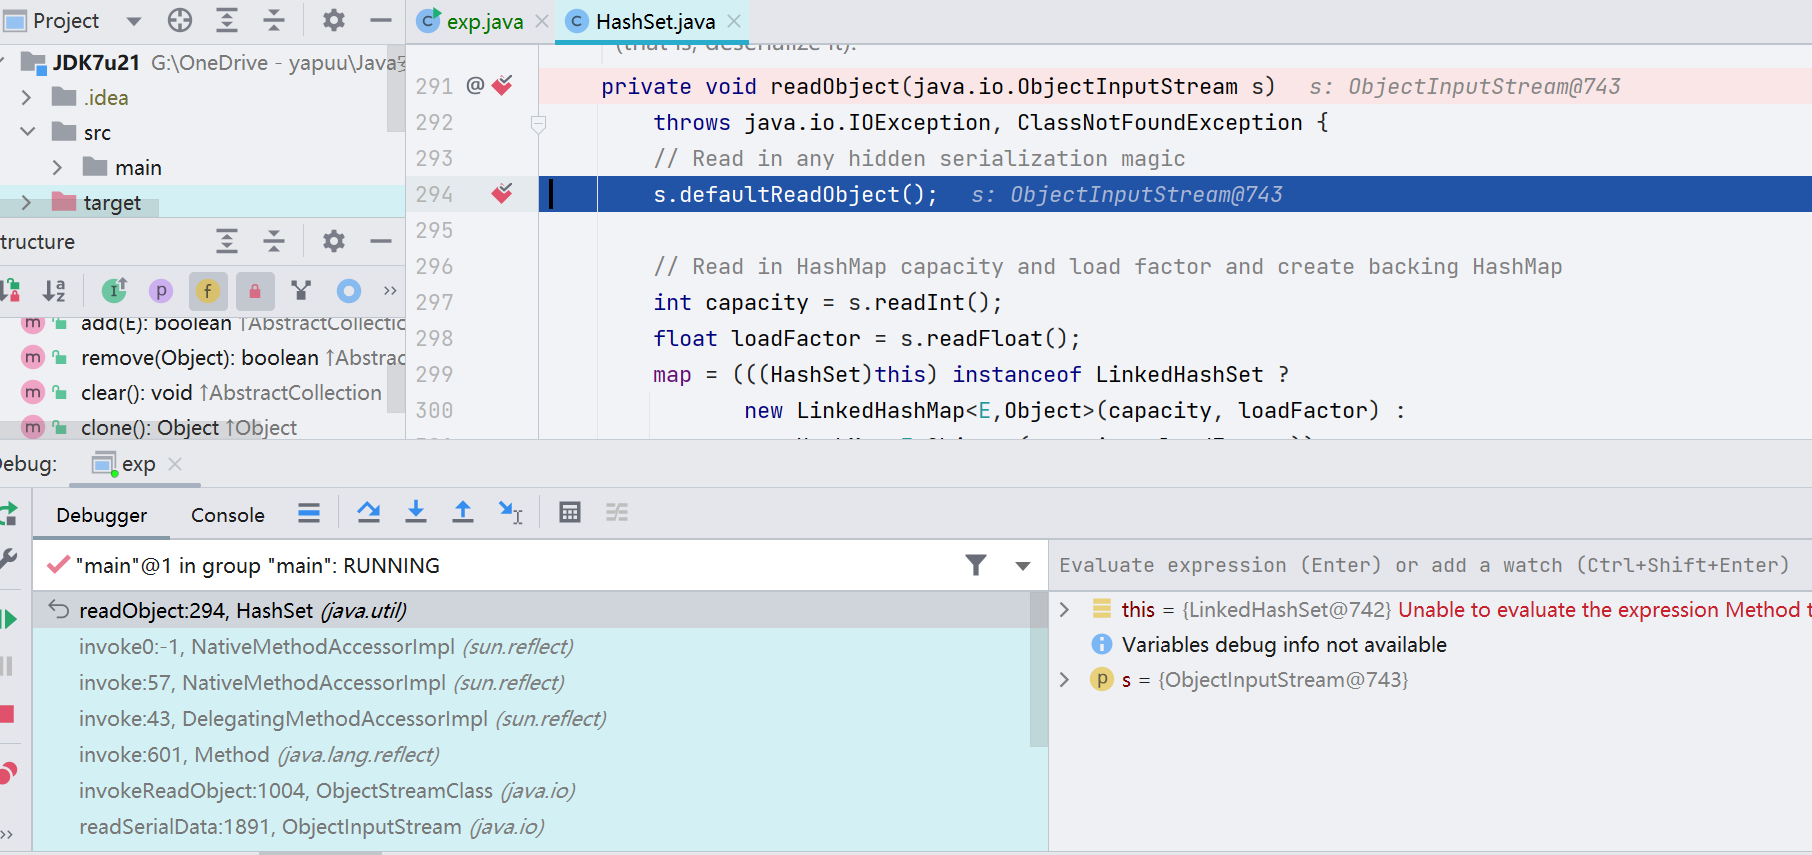 Project
exp.java
HashSet.java
JDK7u21 G:\OneDrive - yapuu\Java
.idea
src
main
target
tructure
add(E): boolean ↑AbstractCollectic
remove(Object): boolean ↑Abstrac
clear(): void ↑AbstractCollection
clone(): Object ↑Object
(that is, deserialize it).
291 @ private void readObject(java.io.ObjectInputStream s) s: ObjectInputStream@743
292 throws java.io.IOException, ClassNotFoundException {
293 // Read in any hidden serialization magic
294 s.defaultReadObject(); s: ObjectInputStream@743
295
296 // Read in HashMap capacity and load factor and create backing HashMap
297 int capacity = s.readInt();
298 float loadFactor = s.readFloat();
299 map = (((HashSet)this) instanceof LinkedHashSet ?
300 new LinkedHashMap<E,Object>(capacity, loadFactor) :
ebug: exp
Debugger Console
"main"@1 in group "main": RUNNING
readObject:294, HashSet (java.util)
invoke0:-1, NativeMethodAccessorImpl (sun.reflect)
invoke:57, NativeMethodAccessorImpl (sun.reflect)
invoke:43, DelegatingMethodAccessorImpl (sun.reflect)
invoke:601, Method (java.lang.reflect)
invokeReadObject:1004, ObjectStreamClass (java.io)
readSerialData:1891, ObjectInputStream (java.io)
Evaluate expression (Enter) or add a watch (Ctrl+Shift+Enter)
this = {LinkedHashSet@742} Unable to evaluate the expression Method t
Variables debug info not available
s = {ObjectInputStream@743}